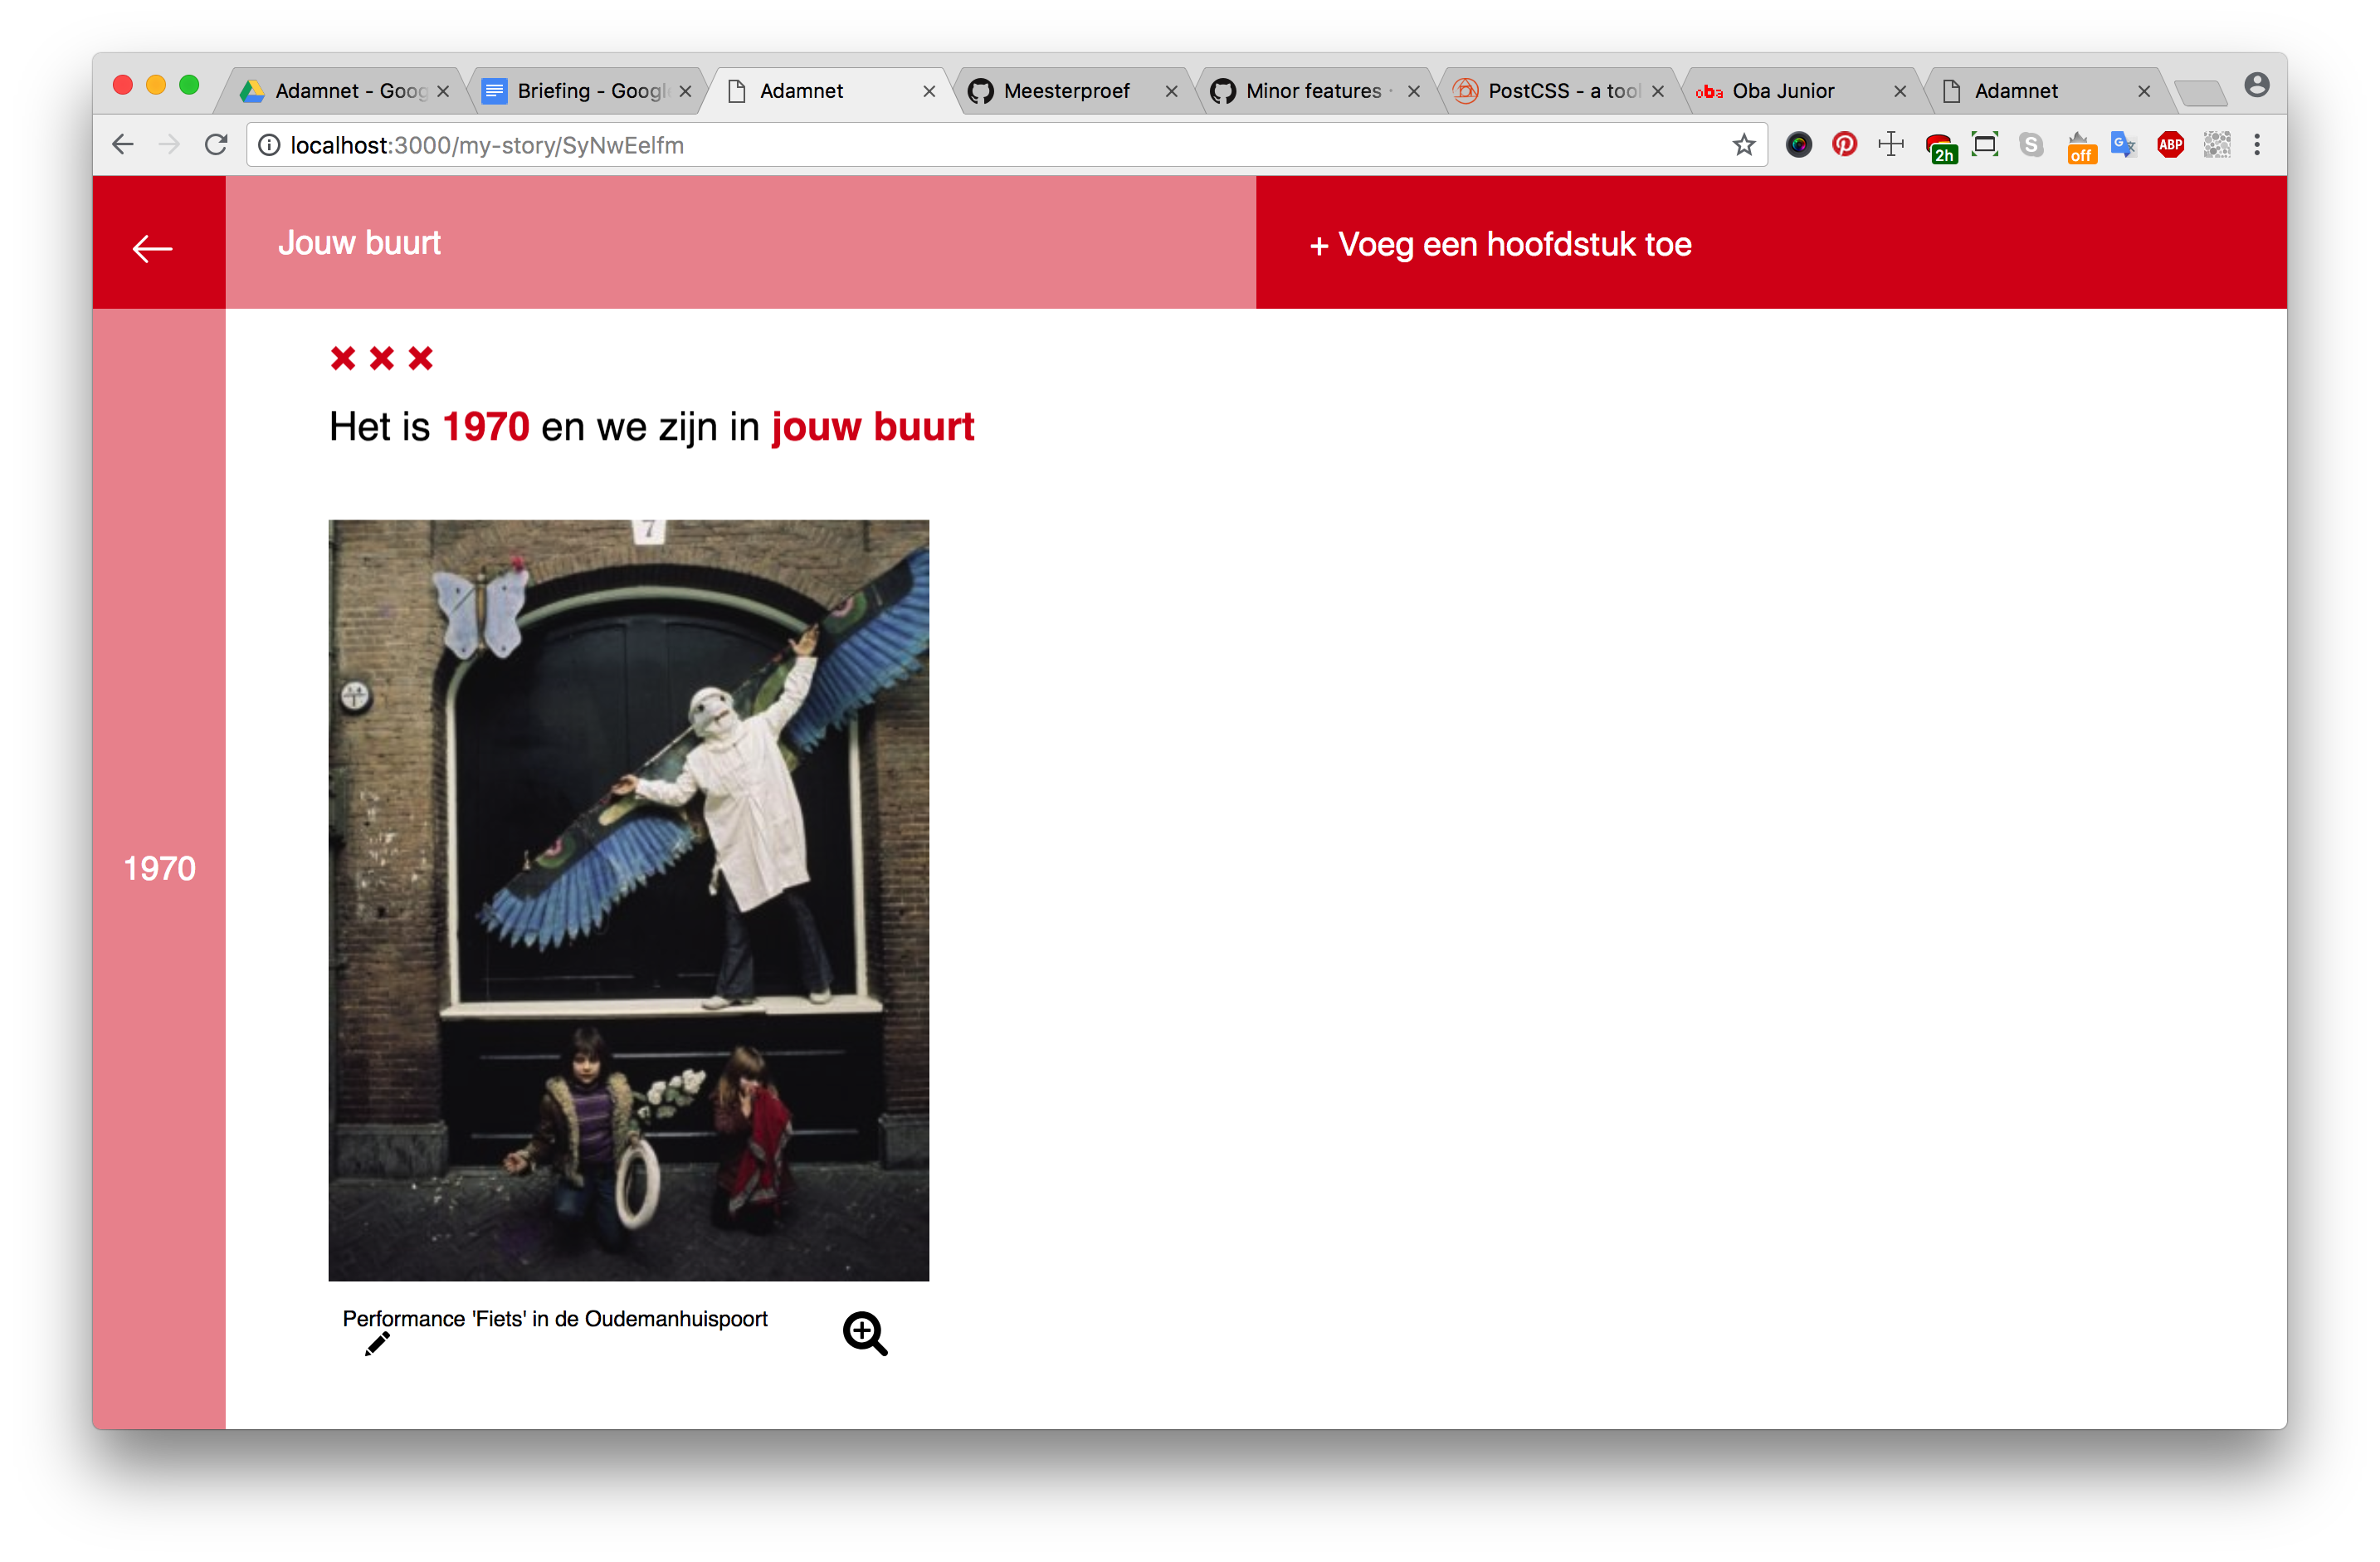 Adamnet - Goog
Briefing - Googl
Adamnet
Meesterproef
Minor features
PostCSS - a tool
oba Oba Junior
Adamnet
localhost:3000/my-story/SyNwEelfm
2h
S
off
G
ABP
Jouw buurt
+ Voeg een hoofdstuk toe
Het is 1970 en we zijn in jouw buurt
7
1970
Performance 'Fiets' in de Oudemanhuispoort